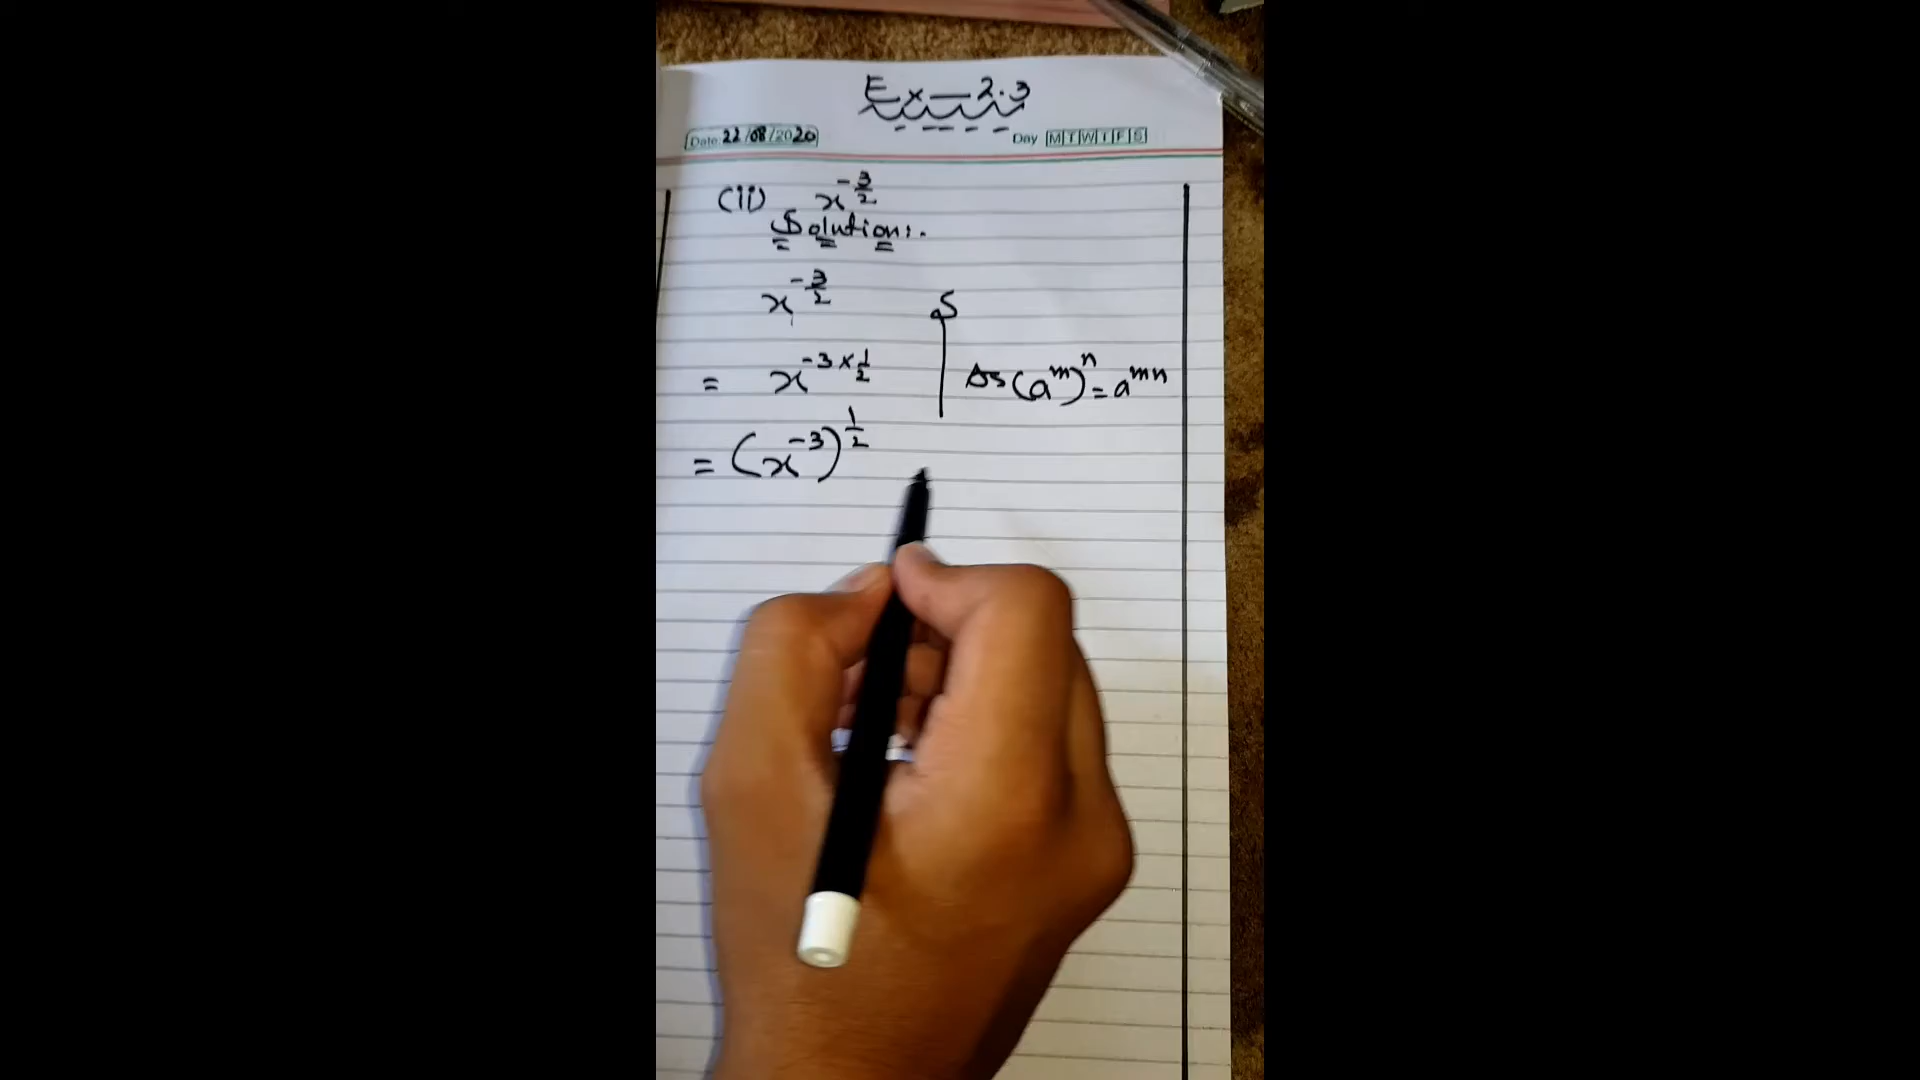 Ex — 2.3
Date: 22/08/2020 Day M T W T F S
(ii) x^{-3/2}
Solution:.
x^{-3/2}
= x^{-3×1/2}
As (a^m)^n = a^{mn}
= (x^{-3})^{1/2}